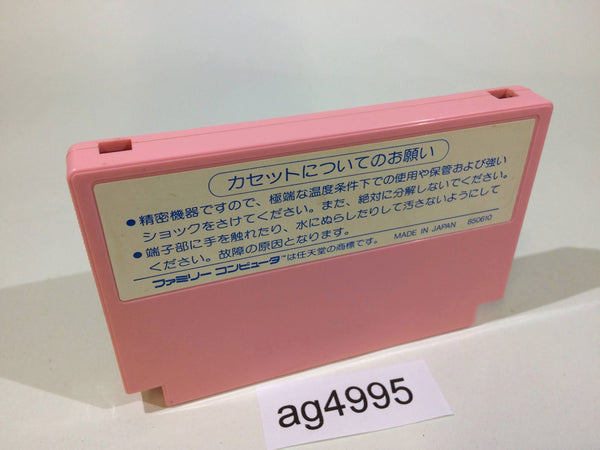 カセットについてのお願い
●精密機器ですので、極端な温度条件下での使用や保管および強い
ショックをさけてください。また、絶対に分解しないでください。
●端子部に手を触れたり、水にぬらしたりして汚さないようにして
ください。故障の原因となります。
ファミリー コンピュータ™は任天堂の商標です。 MADE IN JAPAN 850610
ag4995